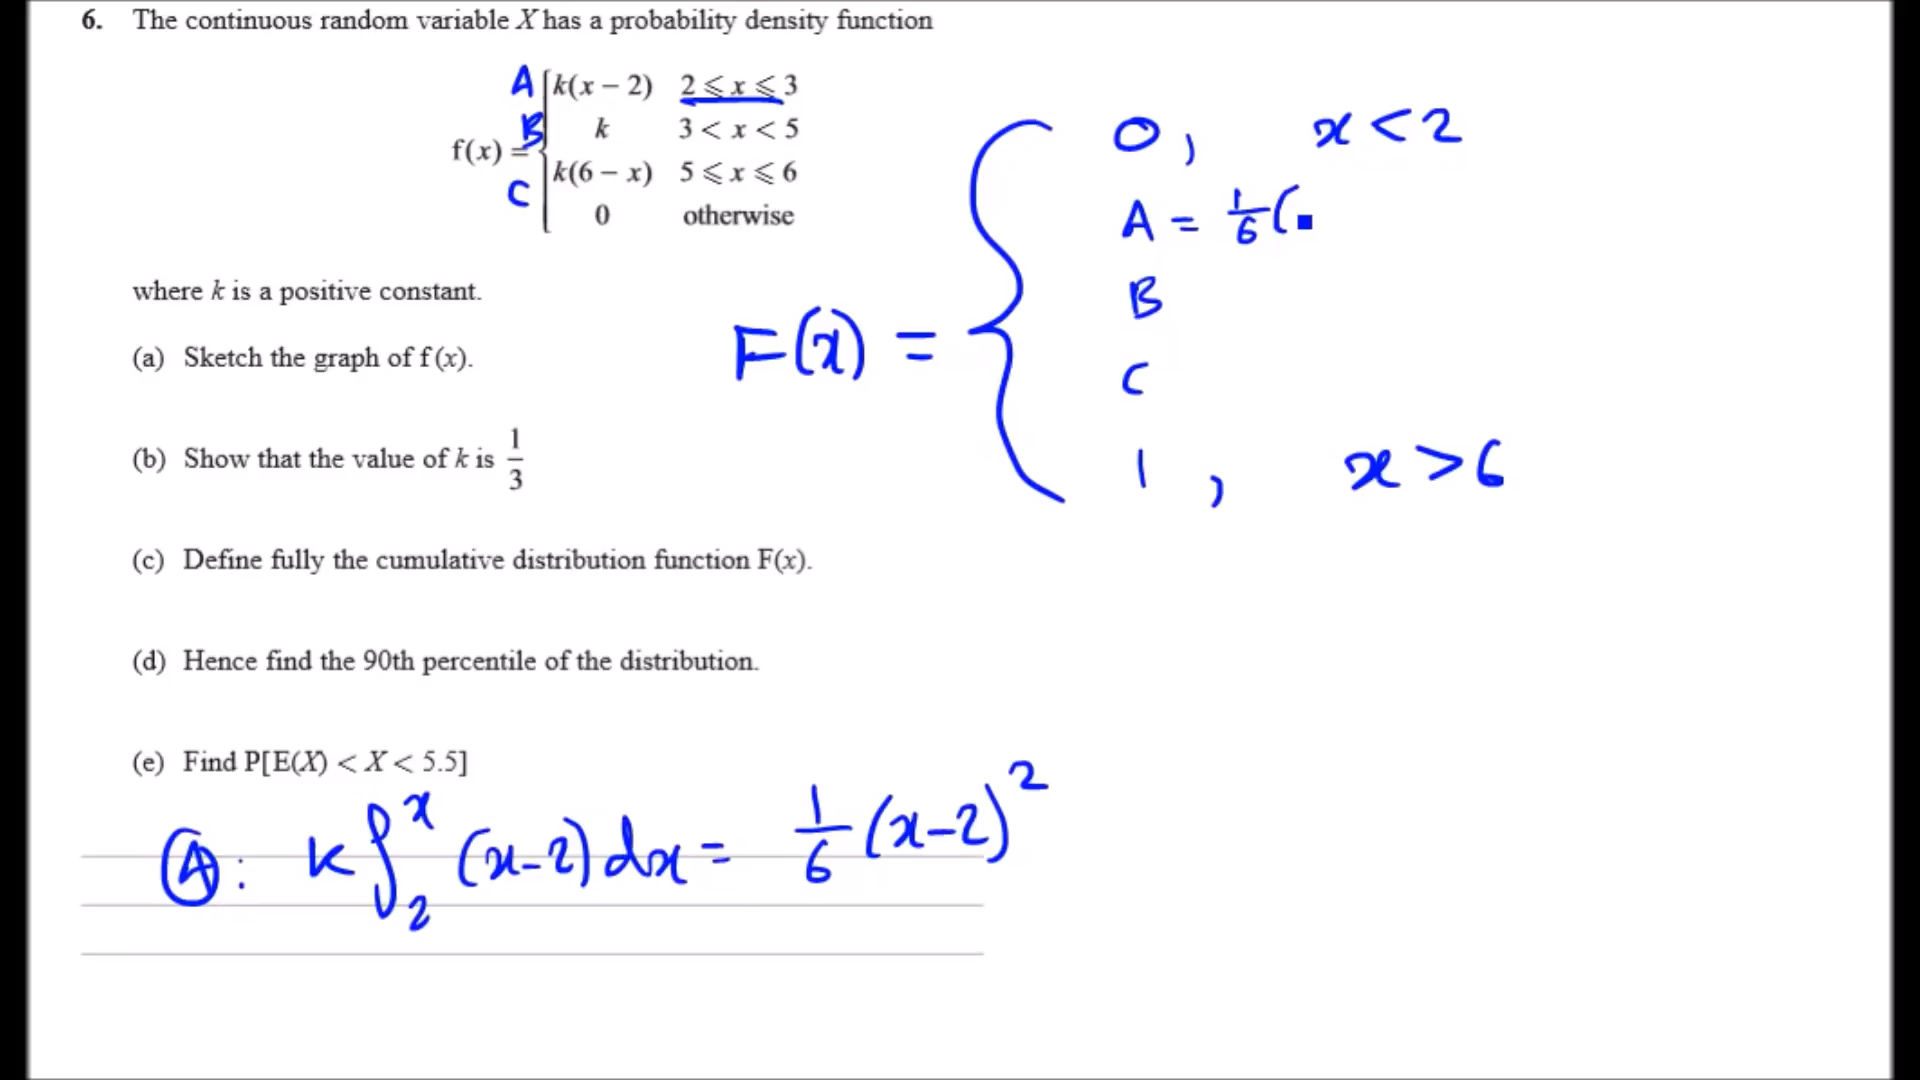 6. The continuous random variable X has a probability density function
A k(x – 2) 2 ⩽ x ⩽ 3
B k 3 < x < 5
f(x) =
C k(6 – x) 5 ⩽ x ⩽ 6
0 otherwise
where k is a positive constant.
(a) Sketch the graph of f(x).
(b) Show that the value of k is 1/3
(c) Define fully the cumulative distribution function F(x).
(d) Hence find the 90th percentile of the distribution.
(e) Find P[E(X) < X < 5.5]
F(x) =
0, x < 2
A = 1/6 (
B
C
1, x > 6
A: k ∫₂ˣ (x-2) dx = 1/6 (x-2)²